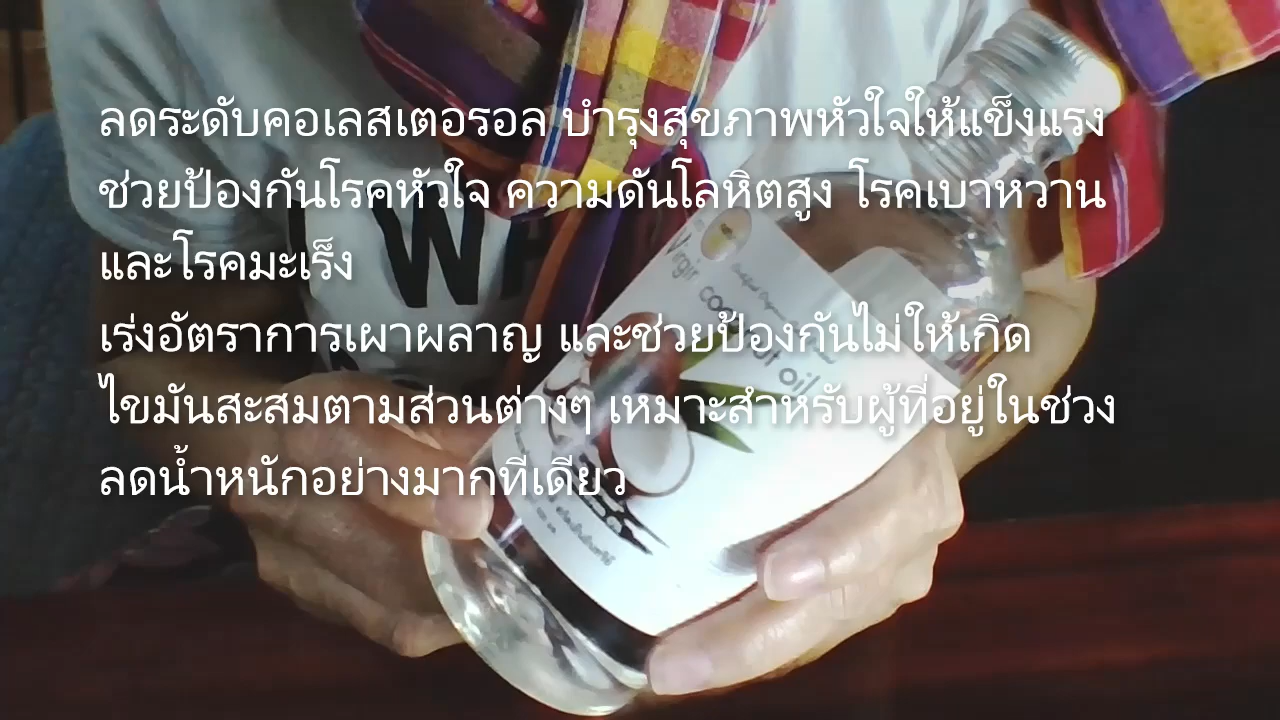 ลดระดับคอเลสเตอรอล บำรุงสุขภาพหัวใจให้แข็งแรง
ช่วยป้องกันโรคหัวใจ ความดันโลหิตสูง โรคเบาหวาน
และโรคมะเร็ง
เร่งอัตราการเผาผลาญ และช่วยป้องกันไม่ให้เกิด
ไขมันสะสมตามส่วนต่างๆ เหมาะสำหรับผู้ที่อยู่ในช่วง
ลดน้ำหนักอย่างมากทีเดียว
Virgin coconut oil